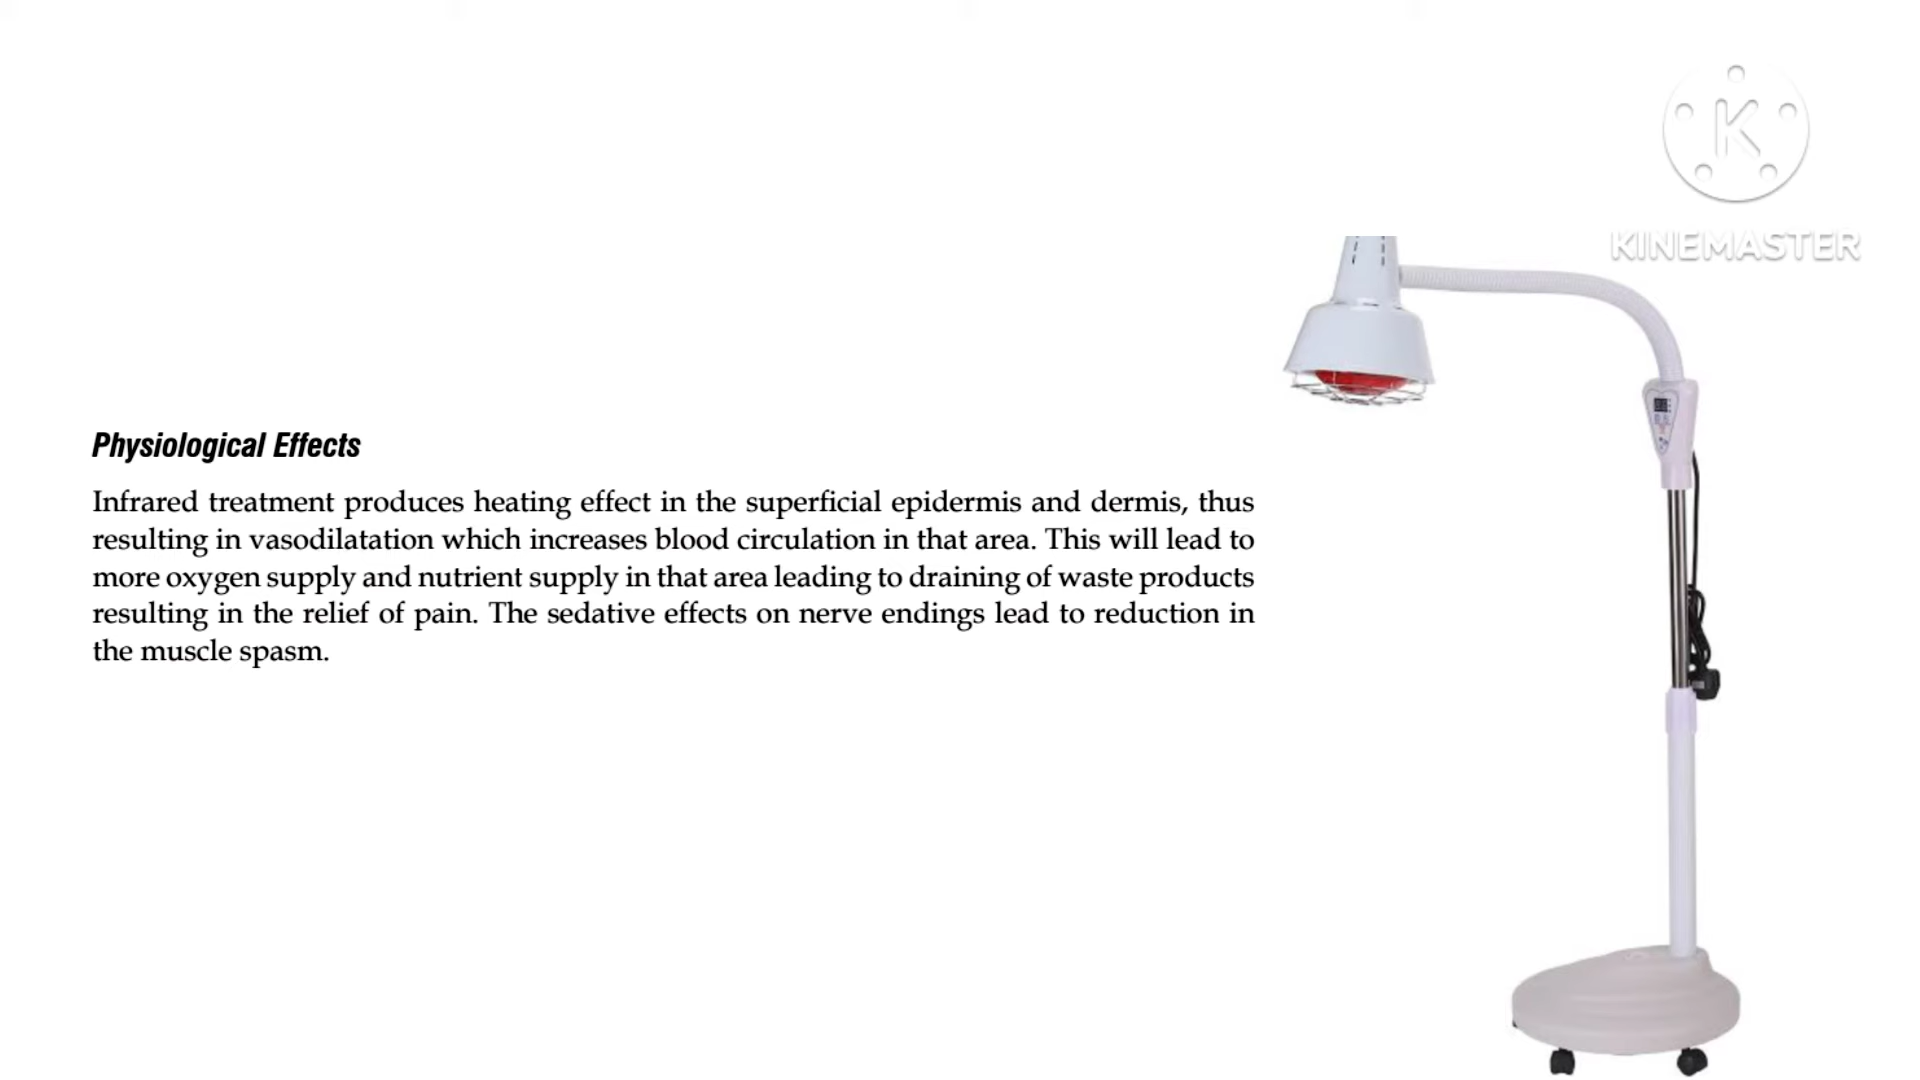 K
KINEMASTER
Physiological Effects
Infrared treatment produces heating effect in the superficial epidermis and dermis, thus
resulting in vasodilatation which increases blood circulation in that area. This will lead to
more oxygen supply and nutrient supply in that area leading to draining of waste products
resulting in the relief of pain. The sedative effects on nerve endings lead to reduction in
the muscle spasm.